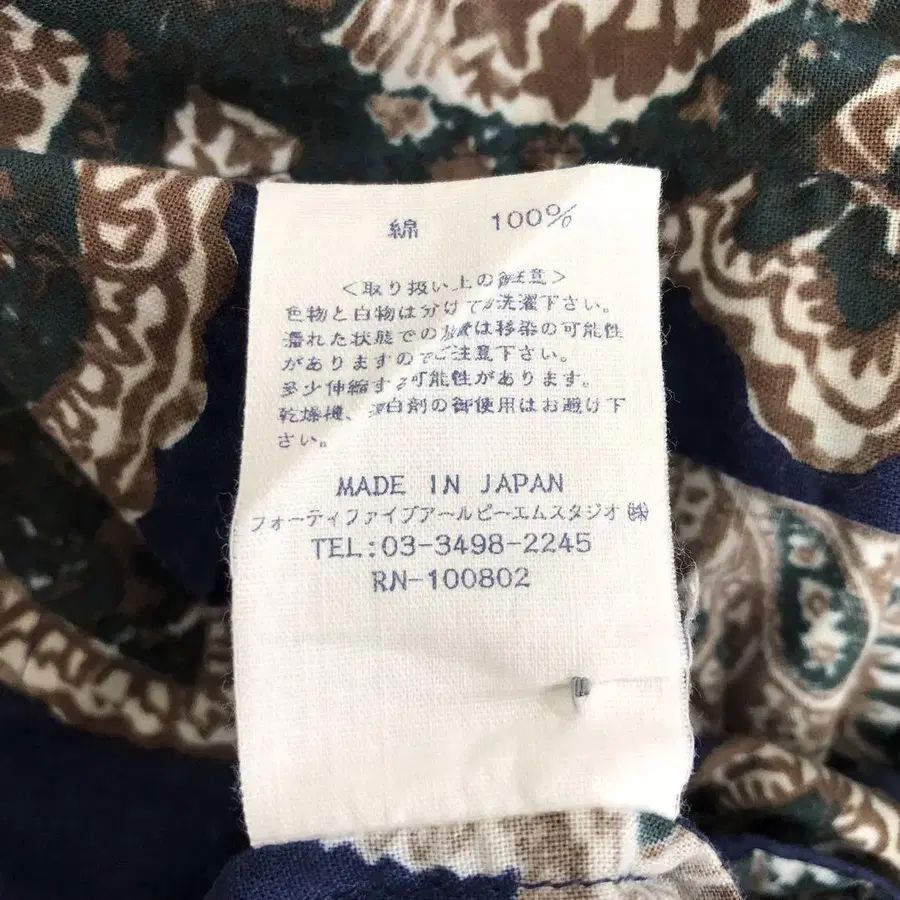 綿 100%
<取り扱い上の注意>
色物と白物は分けて洗濯下さい。
濡れた状態での は移染の可能性
がありますのでご注意下さい。
多少伸縮する可能性があります。
乾燥機、 白剤の御使用はお避け下
さい。
MADE IN JAPAN
フォーティファイブアールピーエムスタジオ㈱
TEL:03-3498-2245
RN-100802